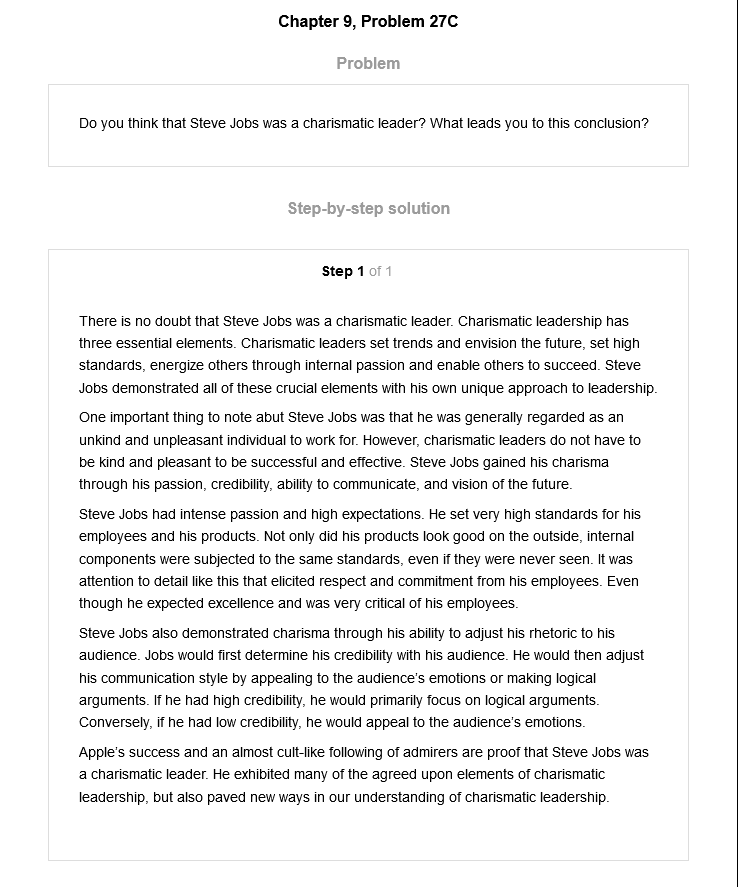 Chapter 9, Problem 27C
Problem
Do you think that Steve Jobs was a charismatic leader? What leads you to this conclusion?
Step-by-step solution
Step 1 of 1
There is no doubt that Steve Jobs was a charismatic leader. Charismatic leadership has
three essential elements. Charismatic leaders set trends and envision the future, set high
standards, energize others through internal passion and enable others to succeed. Steve
Jobs demonstrated all of these crucial elements with his own unique approach to leadership.
One important thing to note abut Steve Jobs was that he was generally regarded as an
unkind and unpleasant individual to work for. However, charismatic leaders do not have to
be kind and pleasant to be successful and effective. Steve Jobs gained his charisma
through his passion, credibility, ability to communicate, and vision of the future.
Steve Jobs had intense passion and high expectations. He set very high standards for his
employees and his products. Not only did his products look good on the outside, internal
components were subjected to the same standards, even if they were never seen. It was
attention to detail like this that elicited respect and commitment from his employees. Even
though he expected excellence and was very critical of his employees.
Steve Jobs also demonstrated charisma through his ability to adjust his rhetoric to his
audience. Jobs would first determine his credibility with his audience. He would then adjust
his communication style by appealing to the audience's emotions or making logical
arguments. If he had high credibility, he would primarily focus on logical arguments.
Conversely, if he had low credibility, he would appeal to the audience's emotions.
Apple's success and an almost cult-like following of admirers are proof that Steve Jobs was
a charismatic leader. He exhibited many of the agreed upon elements of charismatic
leadership, but also paved new ways in our understanding of charismatic leadership.